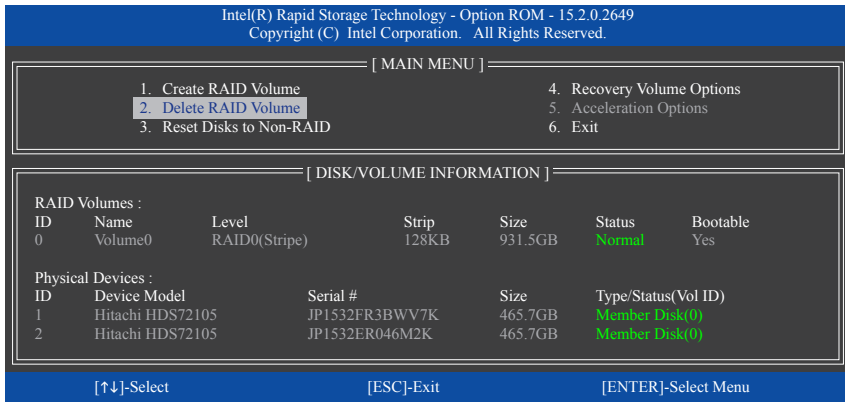 Intel(R) Rapid Storage Technology - Option ROM - 15.2.0.2649
Copyright (C) Intel Corporation. All Rights Reserved.
[ MAIN MENU ]
1. Create RAID Volume
2. Delete RAID Volume
3. Reset Disks to Non-RAID
4. Recovery Volume Options
5. Acceleration Options
6. Exit
[ DISK/VOLUME INFORMATION ]
RAID Volumes :
ID Name Level Strip Size Status Bootable
0 Volume0 RAID0(Stripe) 128KB 931.5GB Normal Yes
Physical Devices :
ID Device Model Serial # Size Type/Status(Vol ID)
1 Hitachi HDS72105 JP1532FR3BWV7K 465.7GB Member Disk(0)
2 Hitachi HDS72105 JP1532ER046M2K 465.7GB Member Disk(0)
[↑↓]-Select [ESC]-Exit [ENTER]-Select Menu